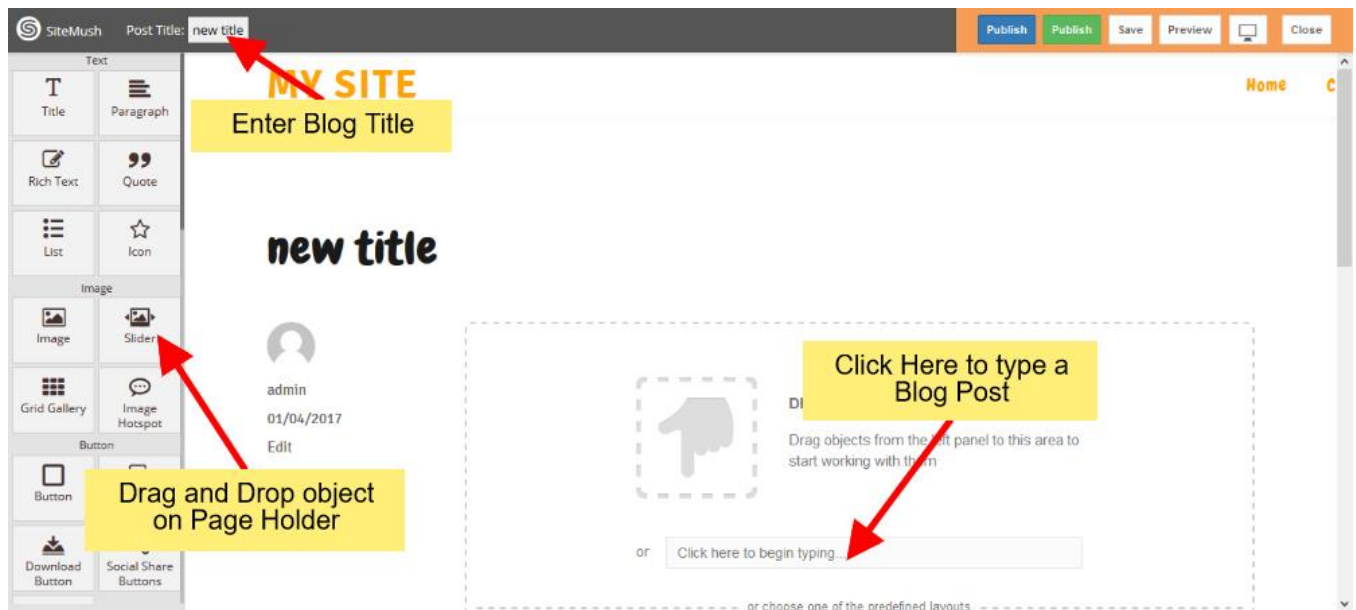 SiteMush Post Title: new title Publish Publish Save Preview Close
Text
Title Paragraph
Rich Text Quote
List Icon
Image
Image Slider
Grid Gallery Image Hotspot
Button
Button
Download Button Social Share Buttons
MY SITE
Home C
Enter Blog Title
new title
admin
01/04/2017
Edit
Drag and Drop object
on Page Holder
Click Here to type a
Blog Post
Drag objects from the left panel to this area to
start working with them
or Click here to begin typing...
or choose one of the predefined layouts